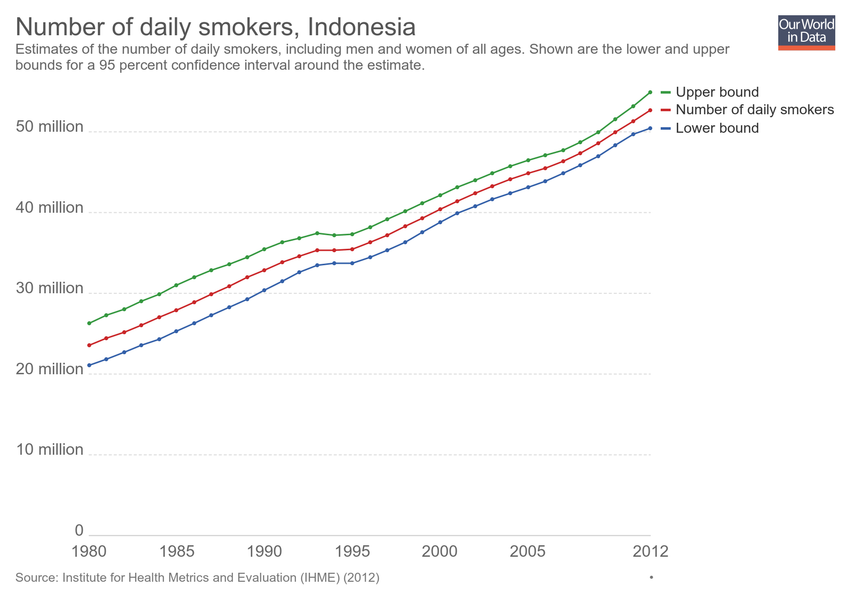 Number of daily smokers, Indonesia
Our World
in Data
Estimates of the number of daily smokers, including men and women of all ages. Shown are the lower and upper
bounds for a 95 percent confidence interval around the estimate.
Upper bound
Number of daily smokers
Lower bound
50 million
40 million
30 million
20 million
10 million
0
1980 1985 1990 1995 2000 2005 2012
Source: Institute for Health Metrics and Evaluation (IHME) (2012)